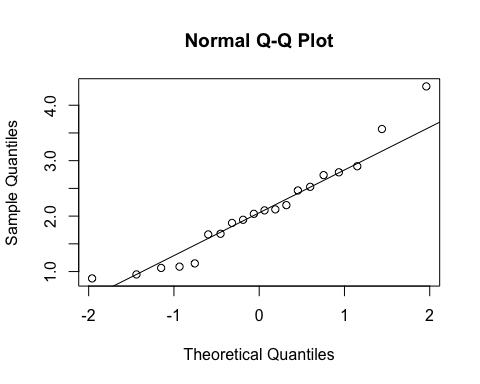 Normal Q-Q Plot
Sample Quantiles
4.0
3.0
2.0
1.0
-2 -1 0 1 2
Theoretical Quantiles